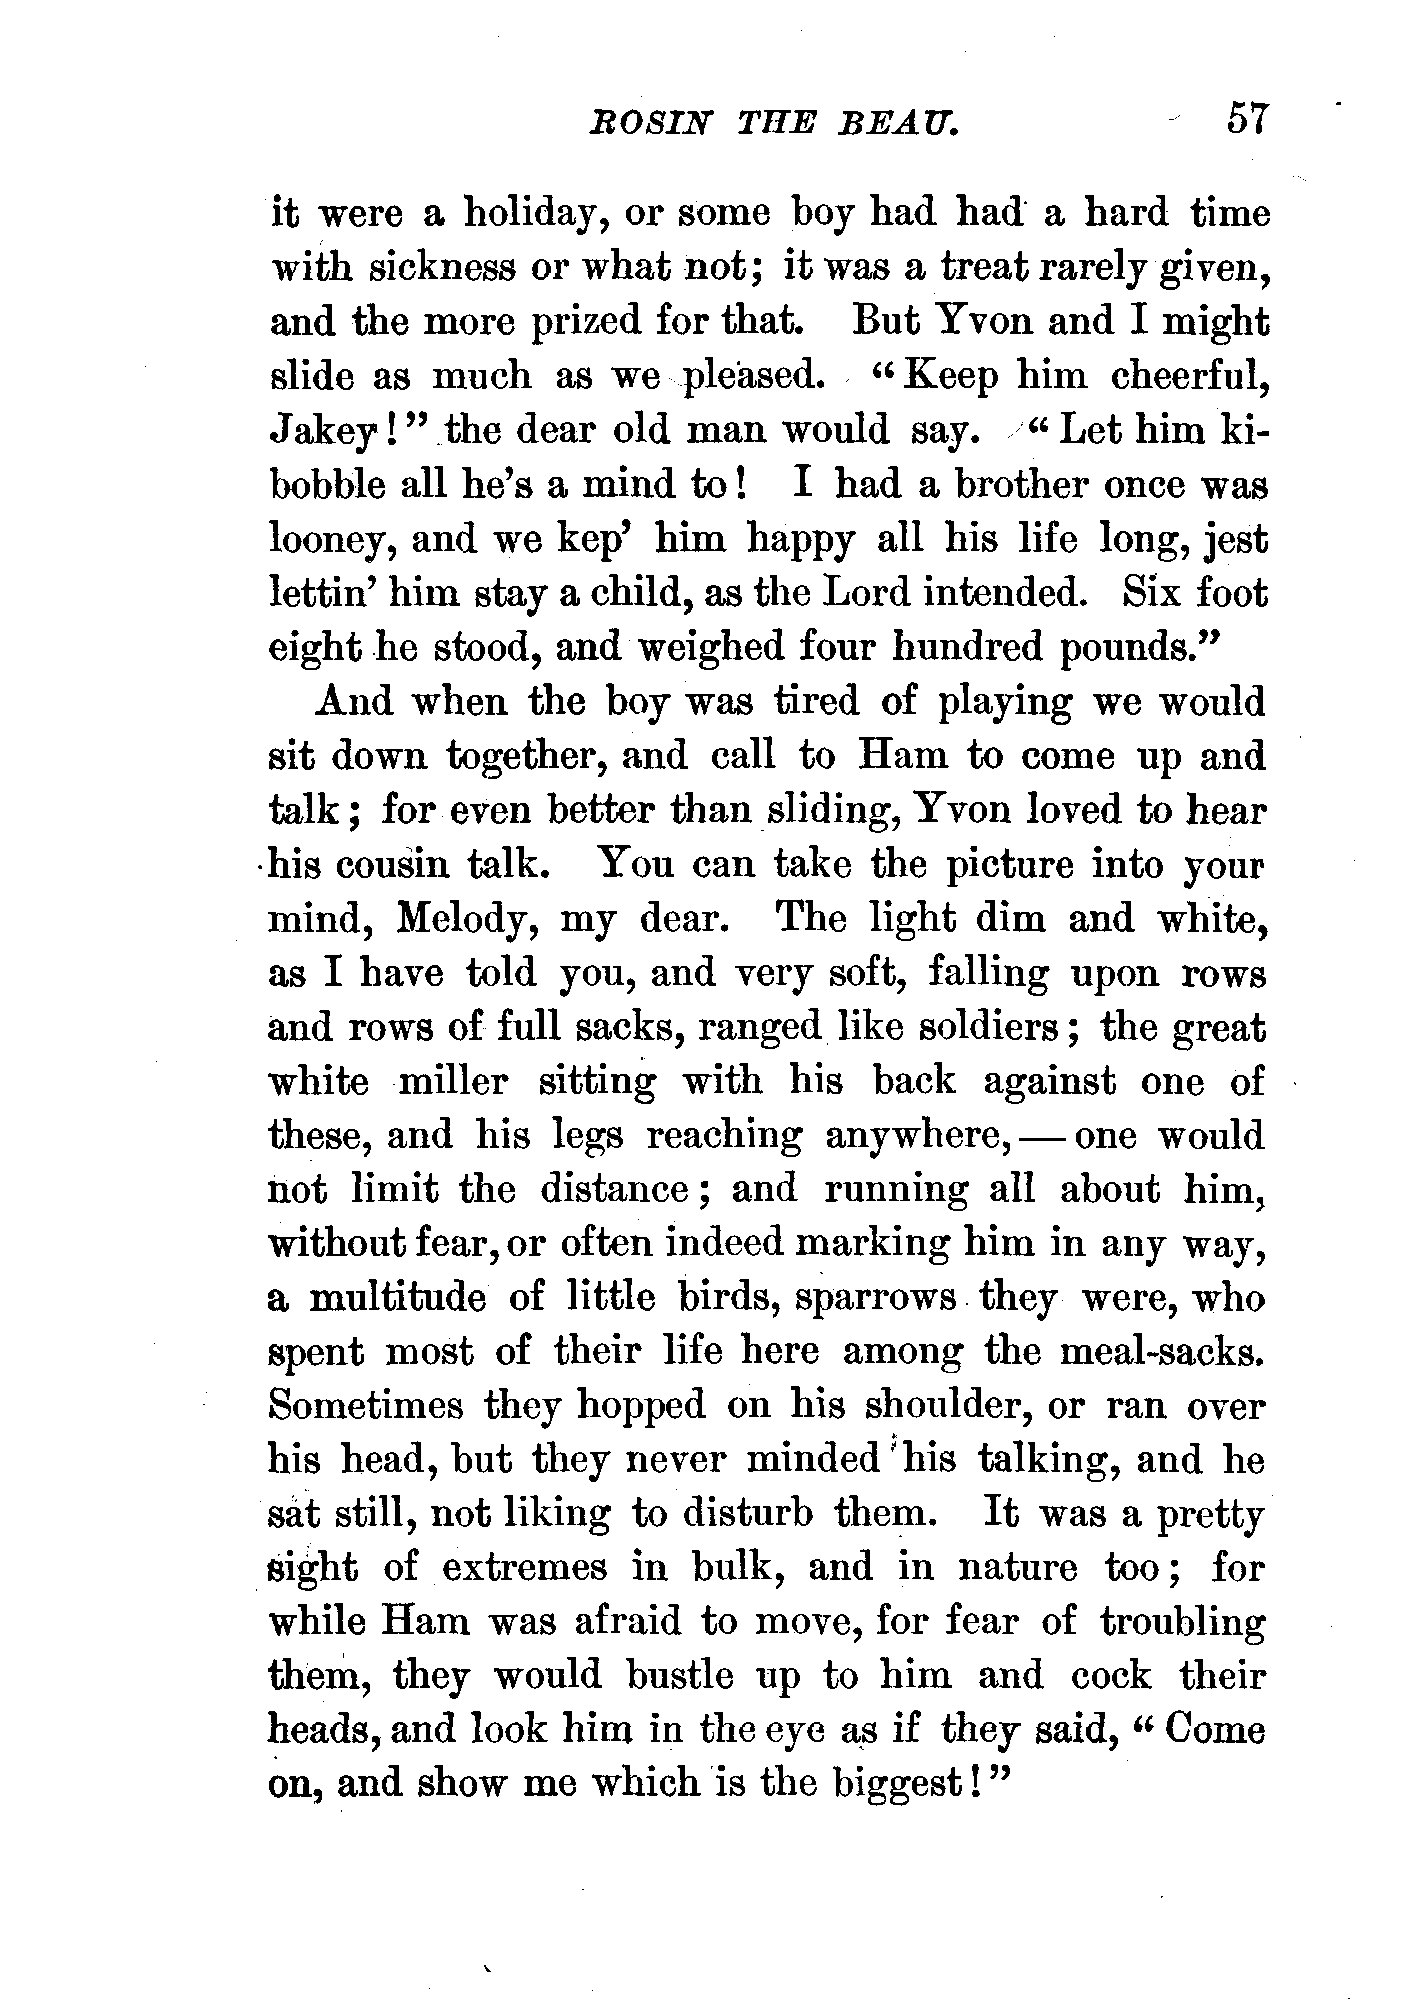 ROSIN THE BEAU. 57
it were a holiday, or some boy had had a hard time
with sickness or what not; it was a treat rarely given,
and the more prized for that. But Yvon and I might
slide as much as we pleased. “Keep him cheerful,
Jakey!” the dear old man would say. “Let him ki-
bobble all he’s a mind to! I had a brother once was
looney, and we kep’ him happy all his life long, jest
lettin’ him stay a child, as the Lord intended. Six foot
eight he stood, and weighed four hundred pounds.”
And when the boy was tired of playing we would
sit down together, and call to Ham to come up and
talk; for even better than sliding, Yvon loved to hear
his cousin talk. You can take the picture into your
mind, Melody, my dear. The light dim and white,
as I have told you, and very soft, falling upon rows
and rows of full sacks, ranged like soldiers; the great
white miller sitting with his back against one of
these, and his legs reaching anywhere,—one would
not limit the distance; and running all about him,
without fear, or often indeed marking him in any way,
a multitude of little birds, sparrows they were, who
spent most of their life here among the meal-sacks.
Sometimes they hopped on his shoulder, or ran over
his head, but they never minded his talking, and he
sat still, not liking to disturb them. It was a pretty
sight of extremes in bulk, and in nature too; for
while Ham was afraid to move, for fear of troubling
them, they would bustle up to him and cock their
heads, and look him in the eye as if they said, “Come
on, and show me which is the biggest!”